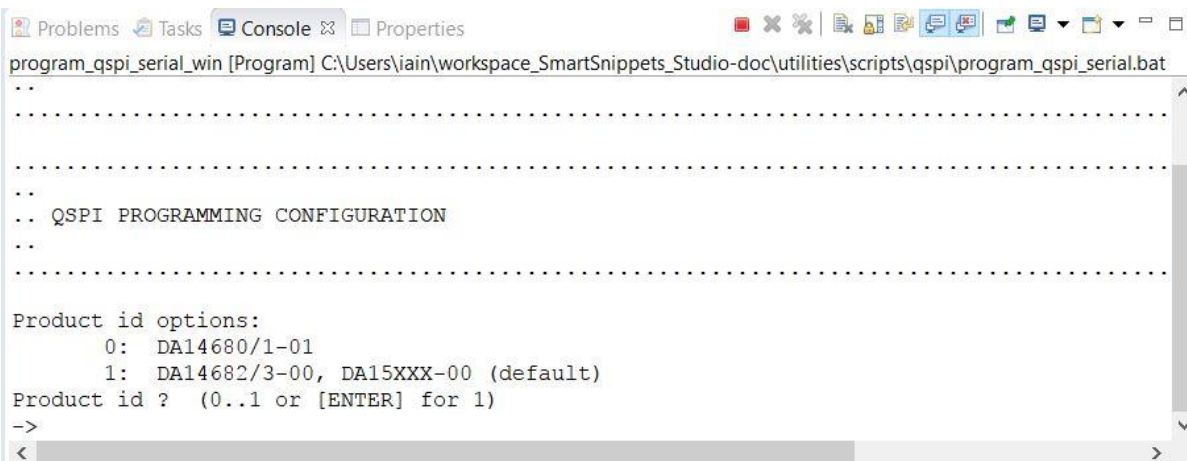 Problems Tasks Console Properties
program_qspi_serial_win [Program] C:\Users\iain\workspace_SmartSnippets_Studio-doc\utilities\scripts\qspi\program_qspi_serial.bat
..
.........................................................................................
.........................................................................................
..
.. QSPI PROGRAMMING CONFIGURATION
..
.........................................................................................
Product id options:
0: DA14680/1-01
1: DA14682/3-00, DA15XXX-00 (default)
Product id ? (0..1 or [ENTER] for 1)
->